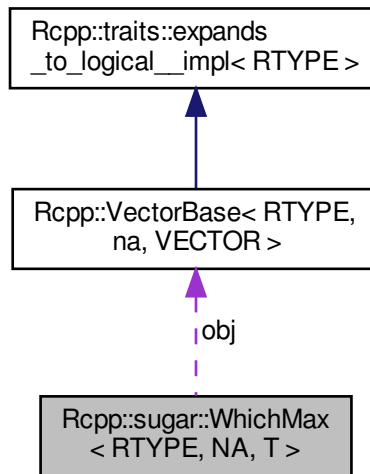 Rcpp::traits::expands
_to_logical__impl< RTYPE >
Rcpp::VectorBase< RTYPE,
na, VECTOR >
obj
Rcpp::sugar::WhichMax
< RTYPE, NA, T >